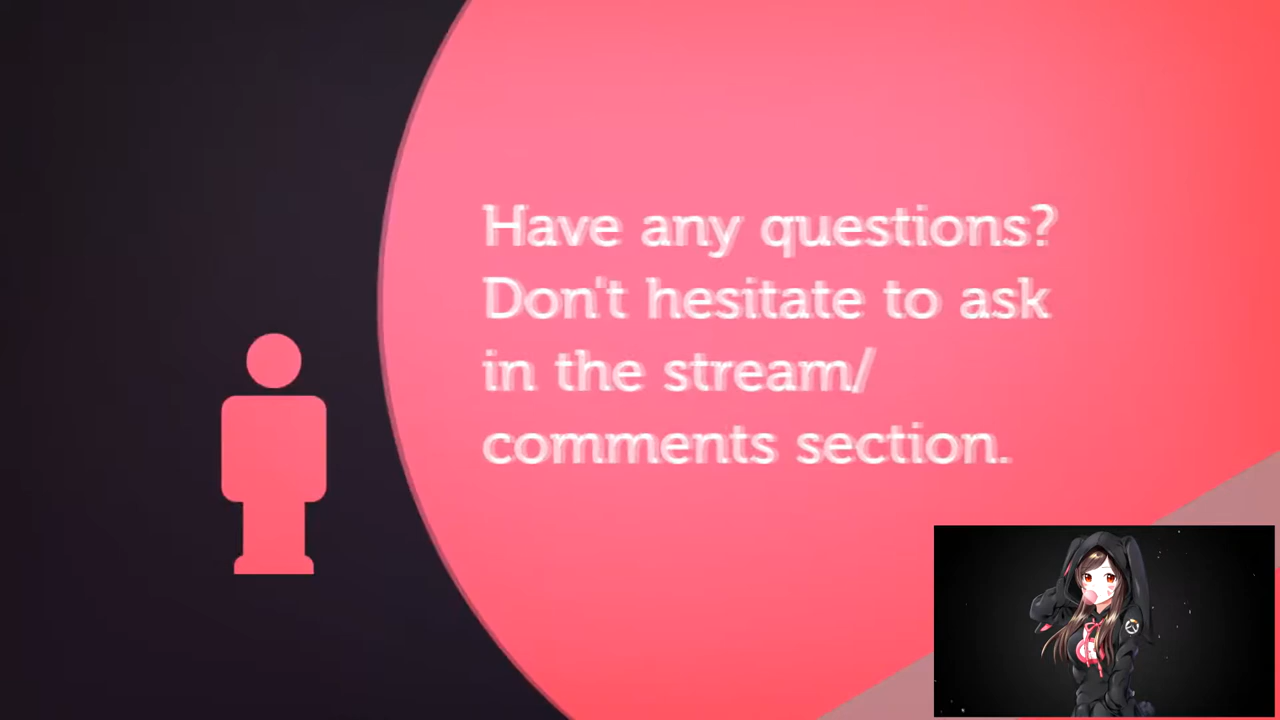 Have any questions?
Don't hesitate to ask
in the stream/
comments section.